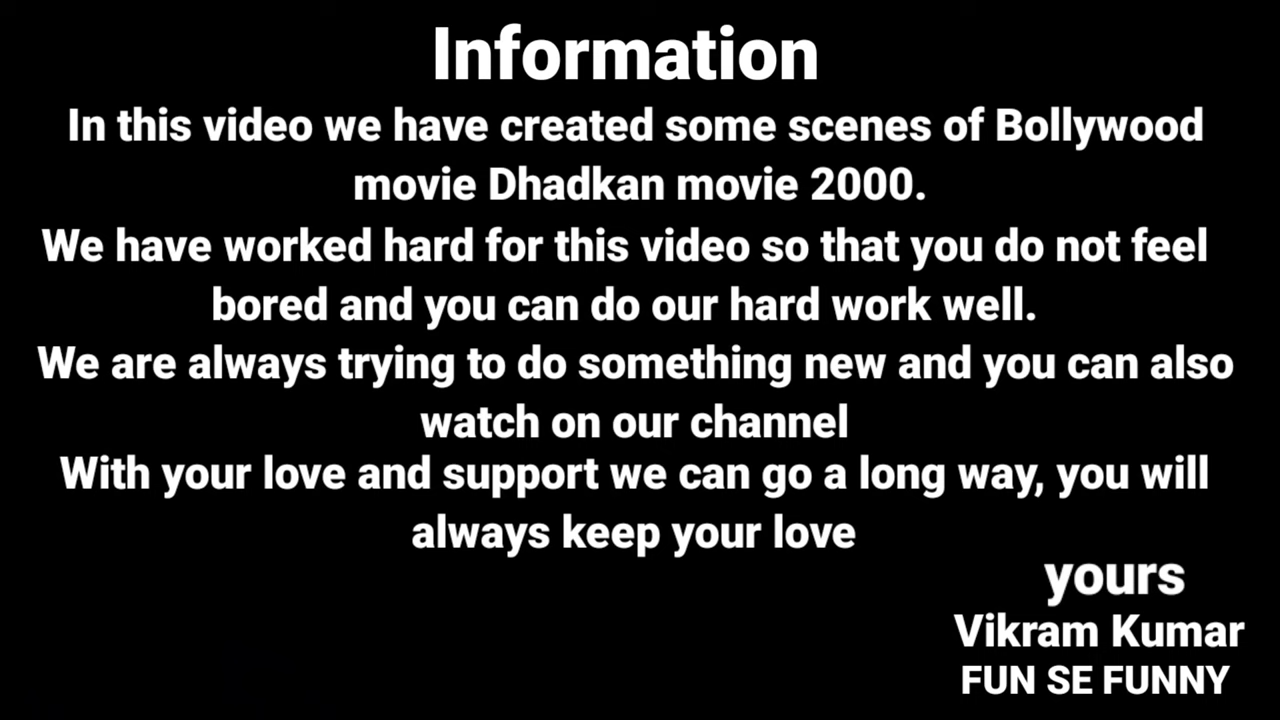 Information
In this video we have created some scenes of Bollywood
movie Dhadkan movie 2000.
We have worked hard for this video so that you do not feel
bored and you can do our hard work well.
We are always trying to do something new and you can also
watch on our channel
With your love and support we can go a long way, you will
always keep your love
yours
Vikram Kumar
FUN SE FUNNY